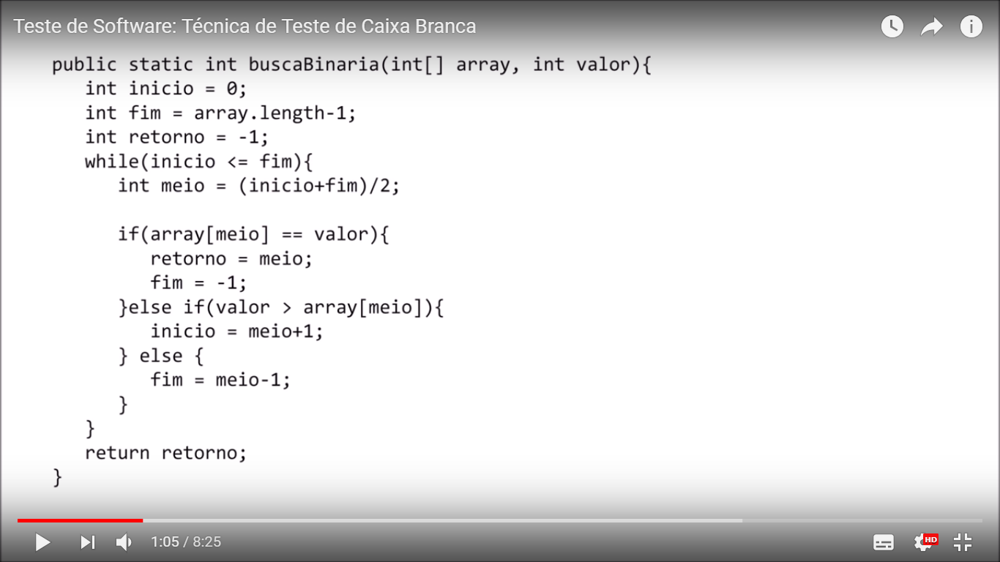 Teste de Software: Técnica de Teste de Caixa Branca
public static int buscaBinaria(int[] array, int valor){
   int inicio = 0;
   int fim = array.length-1;
   int retorno = -1;
   while(inicio <= fim){
      int meio = (inicio+fim)/2;

      if(array[meio] == valor){
         retorno = meio;
         fim = -1;
      }else if(valor > array[meio]){
         inicio = meio+1;
      } else {
         fim = meio-1;
      }
   }
   return retorno;
}
1:05 / 8:25
HD